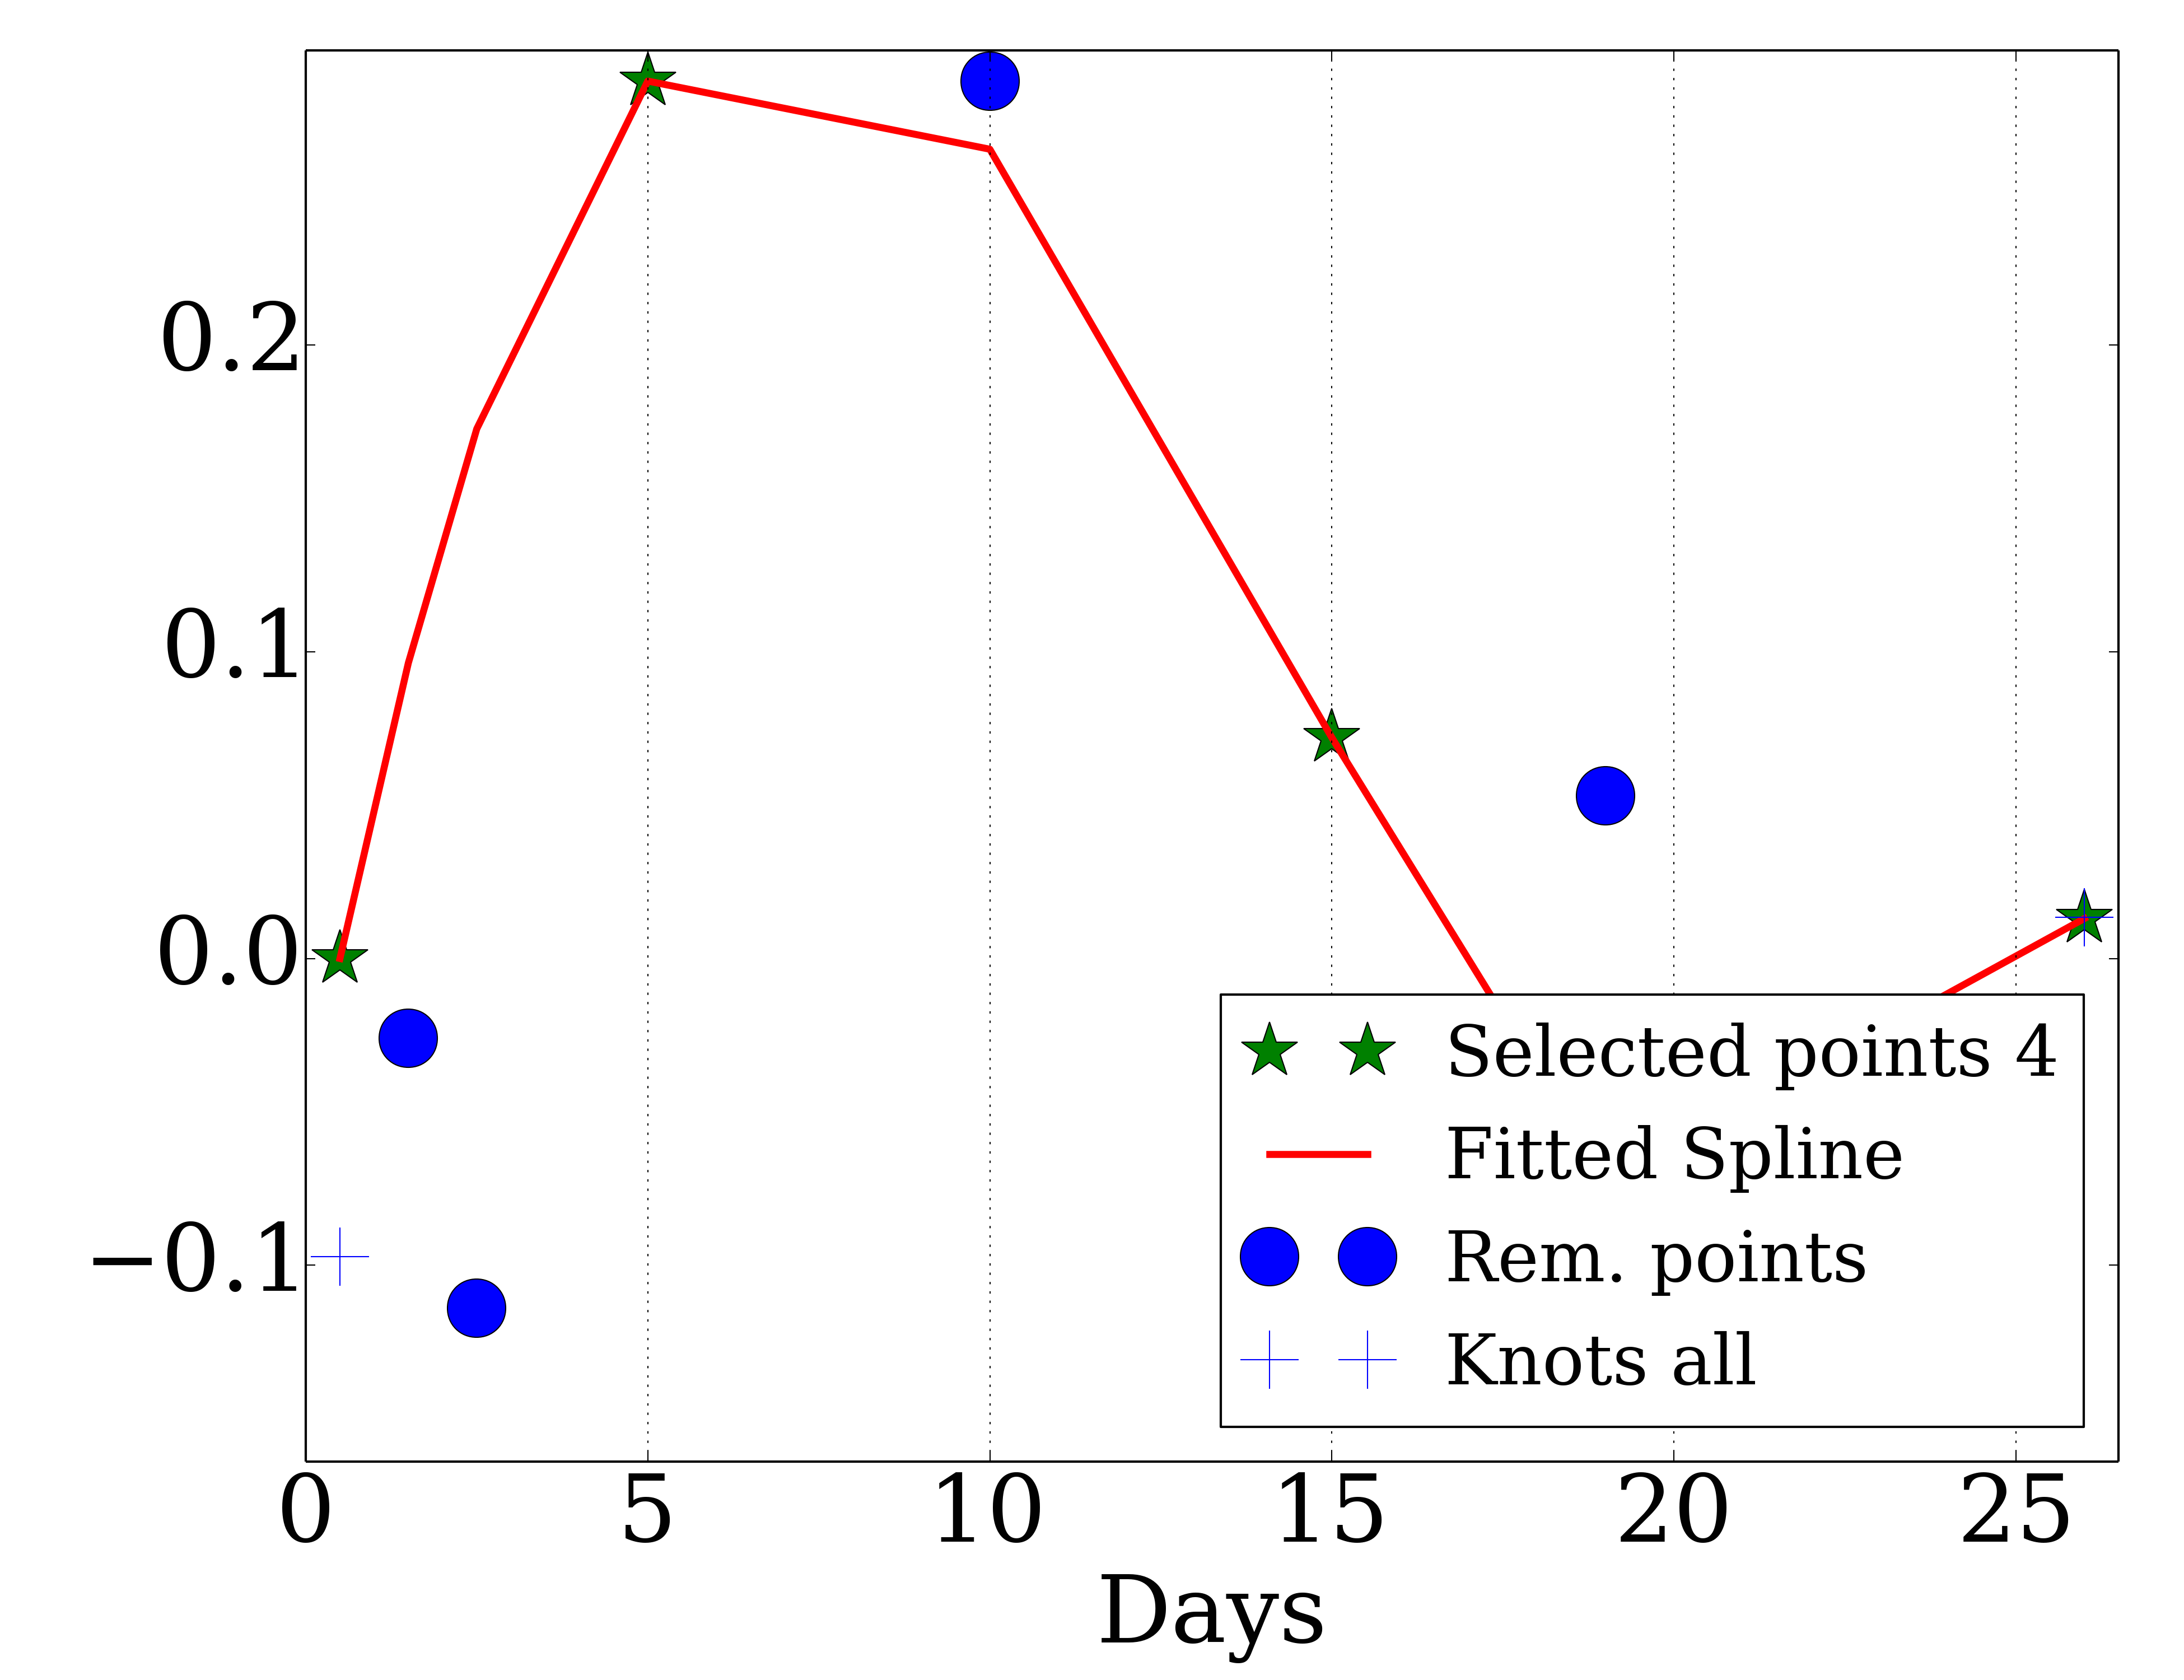 0.2
0.1
0.0
−0.1
0 5 10 15 20 25
Days
Selected points 4
Fitted Spline
Rem. points
Knots all